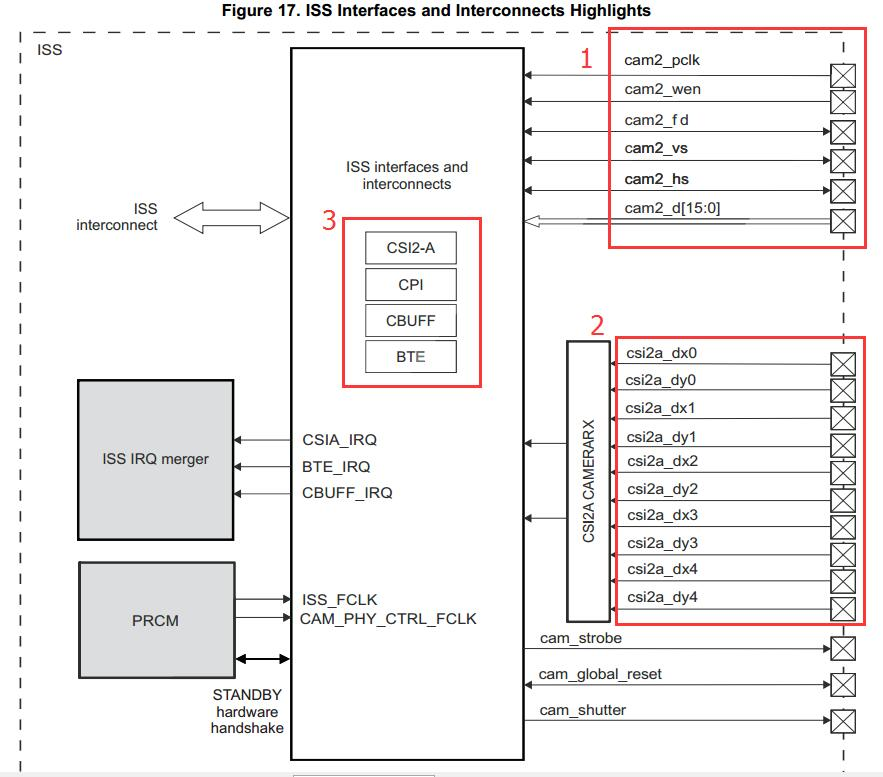 Figure 17. ISS Interfaces and Interconnects Highlights
ISS
1
cam2_pclk
cam2_wen
cam2_fd
cam2_vs
cam2_hs
cam2_d[15:0]
ISS interfaces and
interconnects
ISS
interconnect
3
CSI2-A
CPI
CBUFF
BTE
2
csi2a_dx0
csi2a_dy0
csi2a_dx1
csi2a_dy1
csi2a_dx2
csi2a_dy2
csi2a_dx3
csi2a_dy3
csi2a_dx4
csi2a_dy4
CSI2A CAMERARX
ISS IRQ merger
CSIA_IRQ
BTE_IRQ
CBUFF_IRQ
PRCM
ISS_FCLK
CAM_PHY_CTRL_FCLK
STANDBY
hardware
handshake
cam_strobe
cam_global_reset
cam_shutter